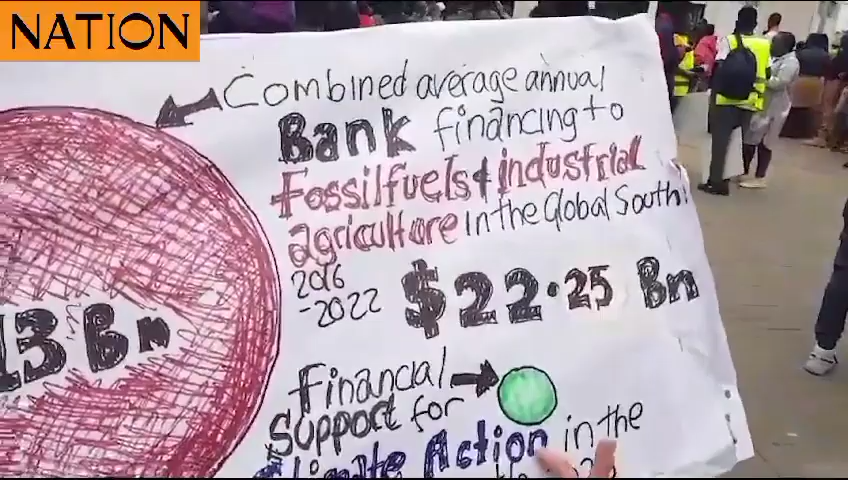 NATION
Combined average annual
Bank financing to
Fossilfuels & industrial
agriculture in the Global South:
2016
-2022 $22.25 Bn
13 Bn
Financial
Support for
Climate Action in the